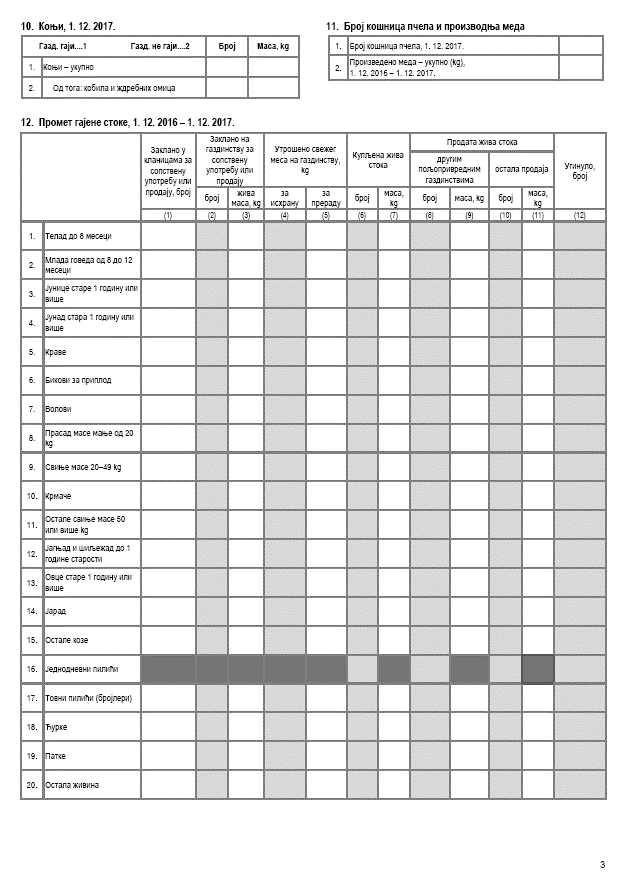 10. Коњи, 1. 12. 2017.
Газд. гаји....1 Газд. не гаји....2 Број Маса, kg
1. Коњи – укупно
2. Од тога: кобила и ждребних омица
11. Број кошница пчела и производња меда
1. Број кошница пчела, 1. 12. 2017.
2. Произведено меда – укупно (kg),
1. 12. 2016 – 1. 12. 2017.
12. Промет гајене стоке, 1. 12. 2016 – 1. 12. 2017.
Заклано у
кланицама за
сопствену
употребу или
продају, број
Заклано на
газдинству за
сопствену
употребу или
продају
Утрошено свежег
меса на газдинству,
kg
Купљена жива
стока
Продата жива стока
другим
пољопривредним
газдинствима
остала продаја
Угинуло,
број
број
жива
маса, kg
за
исхрану
за
прераду
број
маса,
kg
број
маса, kg
број
маса,
kg
(1) (2) (3) (4) (5) (6) (7) (8) (9) (10) (11) (12)
1. Телад до 8 месеци
2. Млада говеда од 8 до 12
месеци
3. Јунице старе 1 годину или
више
4. Јунад стара 1 годину или
више
5. Краве
6. Бикови за приплод
7. Волови
8. Прасад масе мање од 20
kg
9. Свиње масе 20–49 kg
10. Крмаче
11. Остале свиње масе 50
или више kg
12. Јагњад и шиљежад до 1
године старости
13. Овце старе 1 годину или
више
14. Јарад
15. Остале козе
16. Једнодневни пилићи
17. Товни пилићи (бројлери)
18. Ћурке
19. Патке
20. Остала живина
3